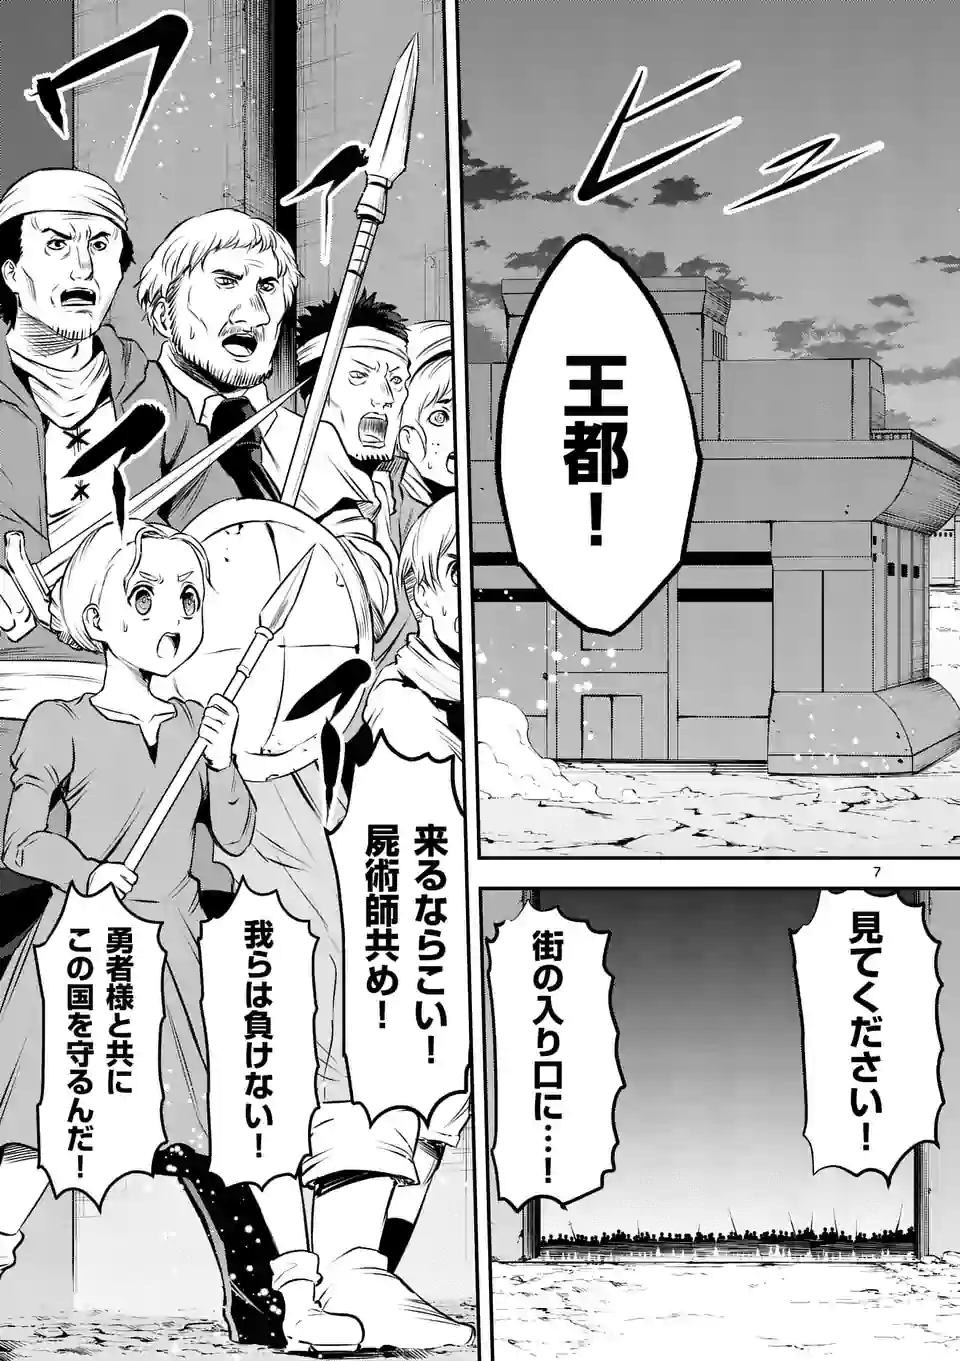 ヒュ
王都！
7
見てください！
街の入り口に…！
ワァ
来るならこい！
屍術師共め！
我らは負けない！
勇者様と共に
この国を守るんだ！